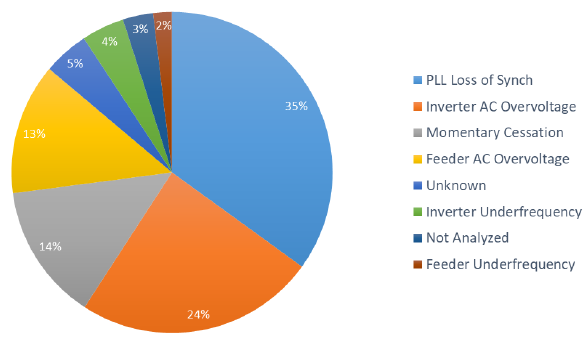 2%
3%
4%
5%
35%
13%
14%
24%
PLL Loss of Synch
Inverter AC Overvoltage
Momentary Cessation
Feeder AC Overvoltage
Unknown
Inverter Underfrequency
Not Analyzed
Feeder Underfrequency